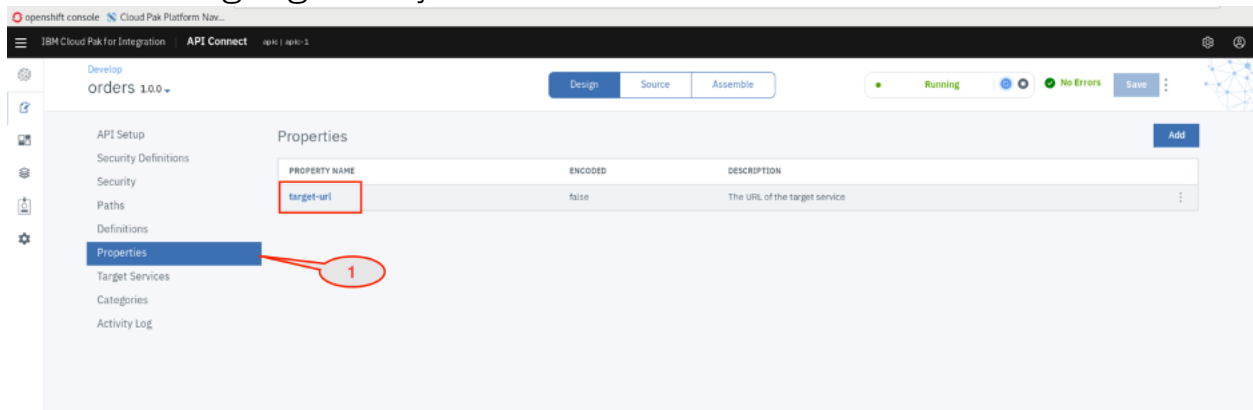 openshift console Cloud Pak Platform Nav...
IBM Cloud Pak for Integration API Connect apic | apic-1
Develop
orders 1.0.0
Design Source Assemble Running No Errors Save
API Setup
Security Definitions
Security
Paths
Definitions
Properties
Target Services
Categories
Activity Log
Properties
Add
PROPERTY NAME ENCODED DESCRIPTION
target-url false The URL of the target service
1